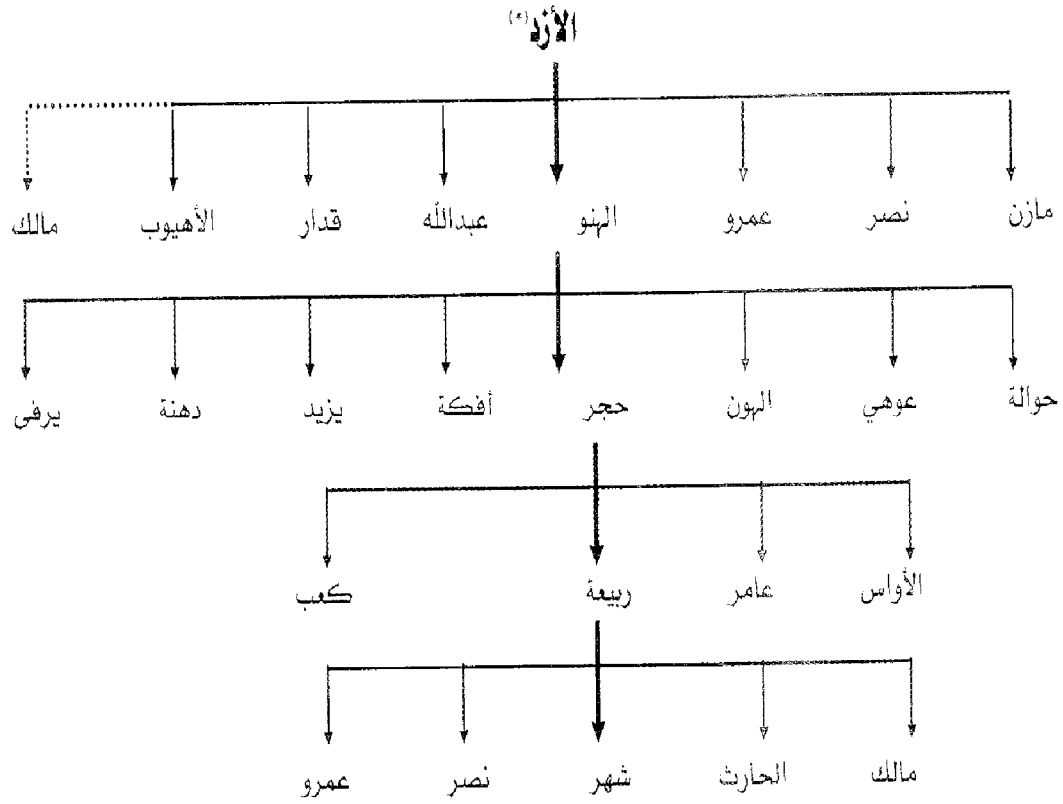 الأزد (*)
مازن نصر عمرو الهنو عبدالله قدار الأهيوب مالك
حوالة عوهي الهون حجر أفكة يزيد دهنة يرفى
الأواس عامر ربيعة كعب
مالك الحارث شهر نصر عمرو